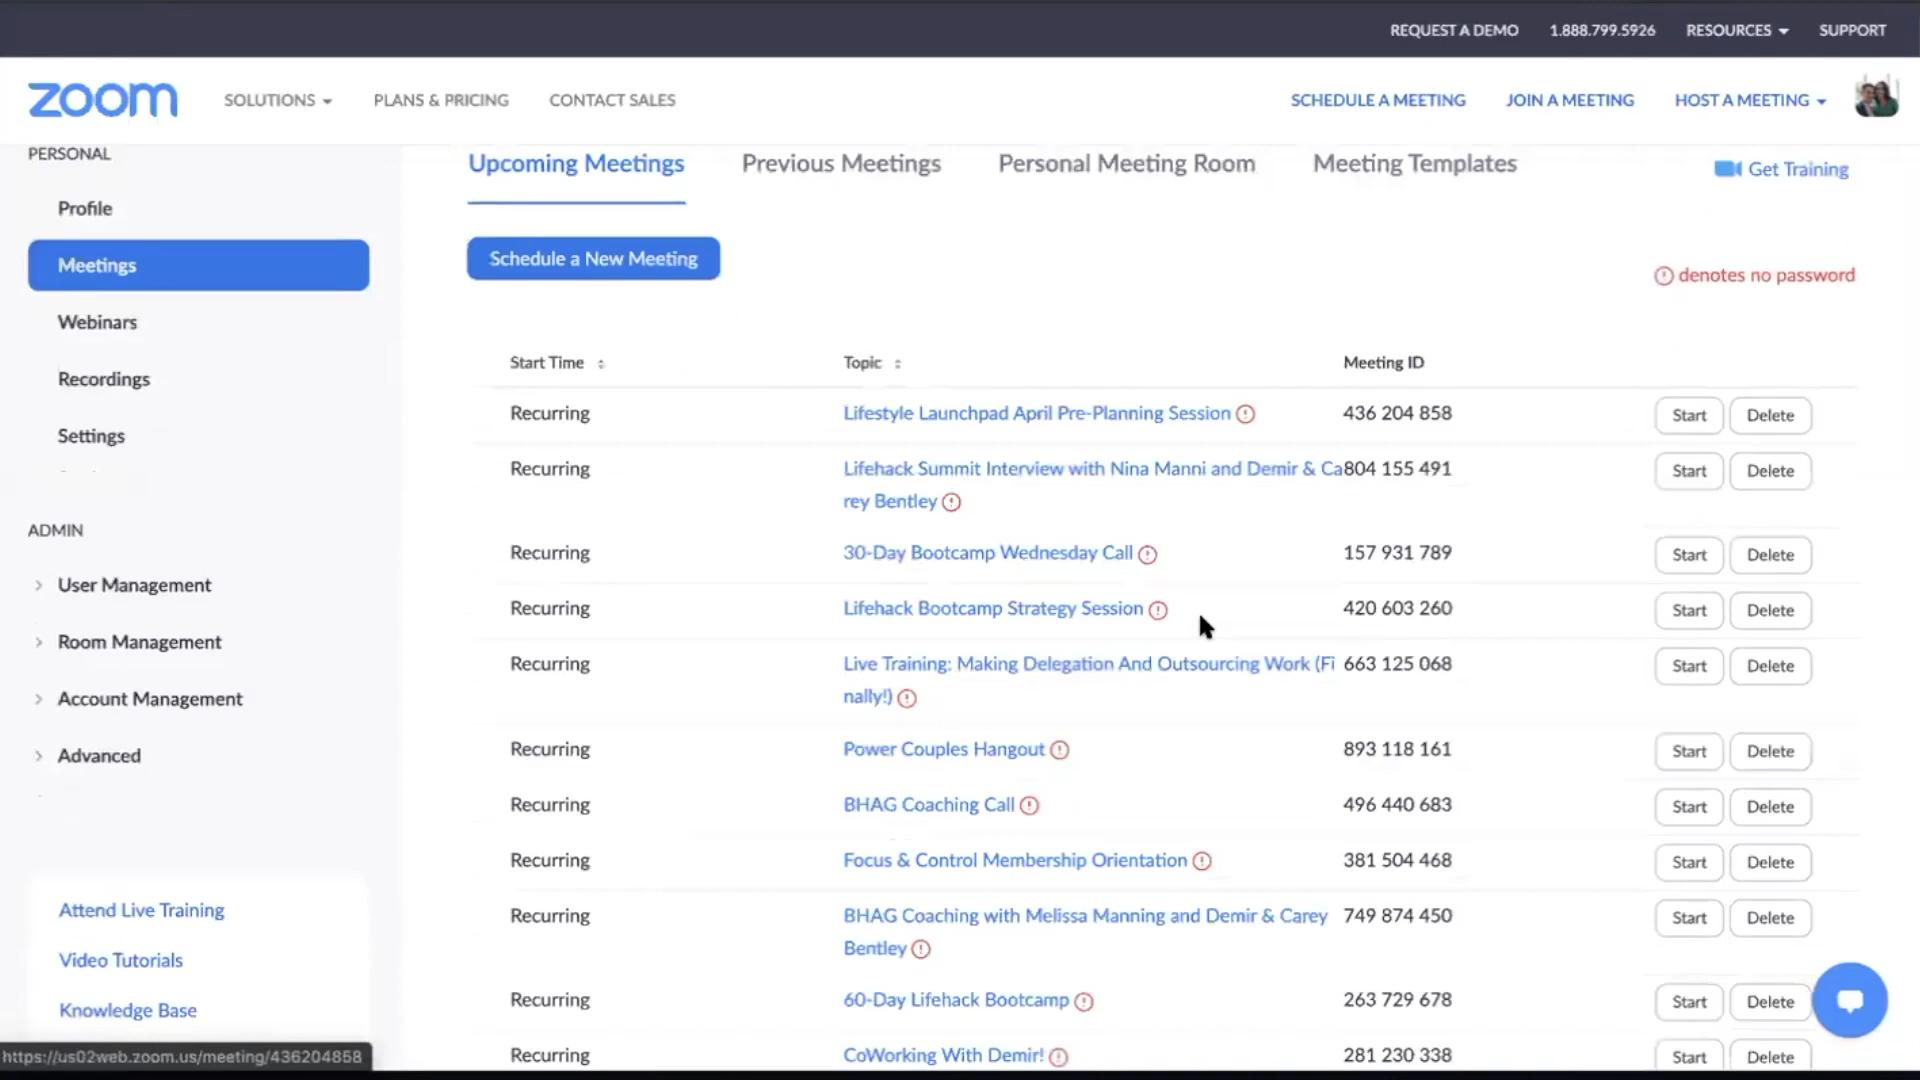 REQUEST A DEMO 1.888.799.5926 RESOURCES SUPPORT
zoom SOLUTIONS PLANS & PRICING CONTACT SALES SCHEDULE A MEETING JOIN A MEETING HOST A MEETING
PERSONAL
Profile
Meetings
Webinars
Recordings
Settings
ADMIN
User Management
Room Management
Account Management
Advanced
Attend Live Training
Video Tutorials
Knowledge Base
https://us02web.zoom.us/meeting/436204858
Upcoming Meetings Previous Meetings Personal Meeting Room Meeting Templates Get Training
Schedule a New Meeting
denotes no password
Start Time Topic Meeting ID
Recurring Lifestyle Launchpad April Pre-Planning Session 436 204 858 Start Delete
Recurring Lifehack Summit Interview with Nina Manni and Demir & Ca 804 155 491 Start Delete
rey Bentley
Recurring 30-Day Bootcamp Wednesday Call 157 931 789 Start Delete
Recurring Lifehack Bootcamp Strategy Session 420 603 260 Start Delete
Recurring Live Training: Making Delegation And Outsourcing Work (Fi 663 125 068 Start Delete
nally!)
Recurring Power Couples Hangout 893 118 161 Start Delete
Recurring BHAG Coaching Call 496 440 683 Start Delete
Recurring Focus & Control Membership Orientation 381 504 468 Start Delete
Recurring BHAG Coaching with Melissa Manning and Demir & Carey 749 874 450 Start Delete
Bentley
Recurring 60-Day Lifehack Bootcamp 263 729 678 Start Delete
Recurring CoWorking With Demir! 281 230 338 Start Delete